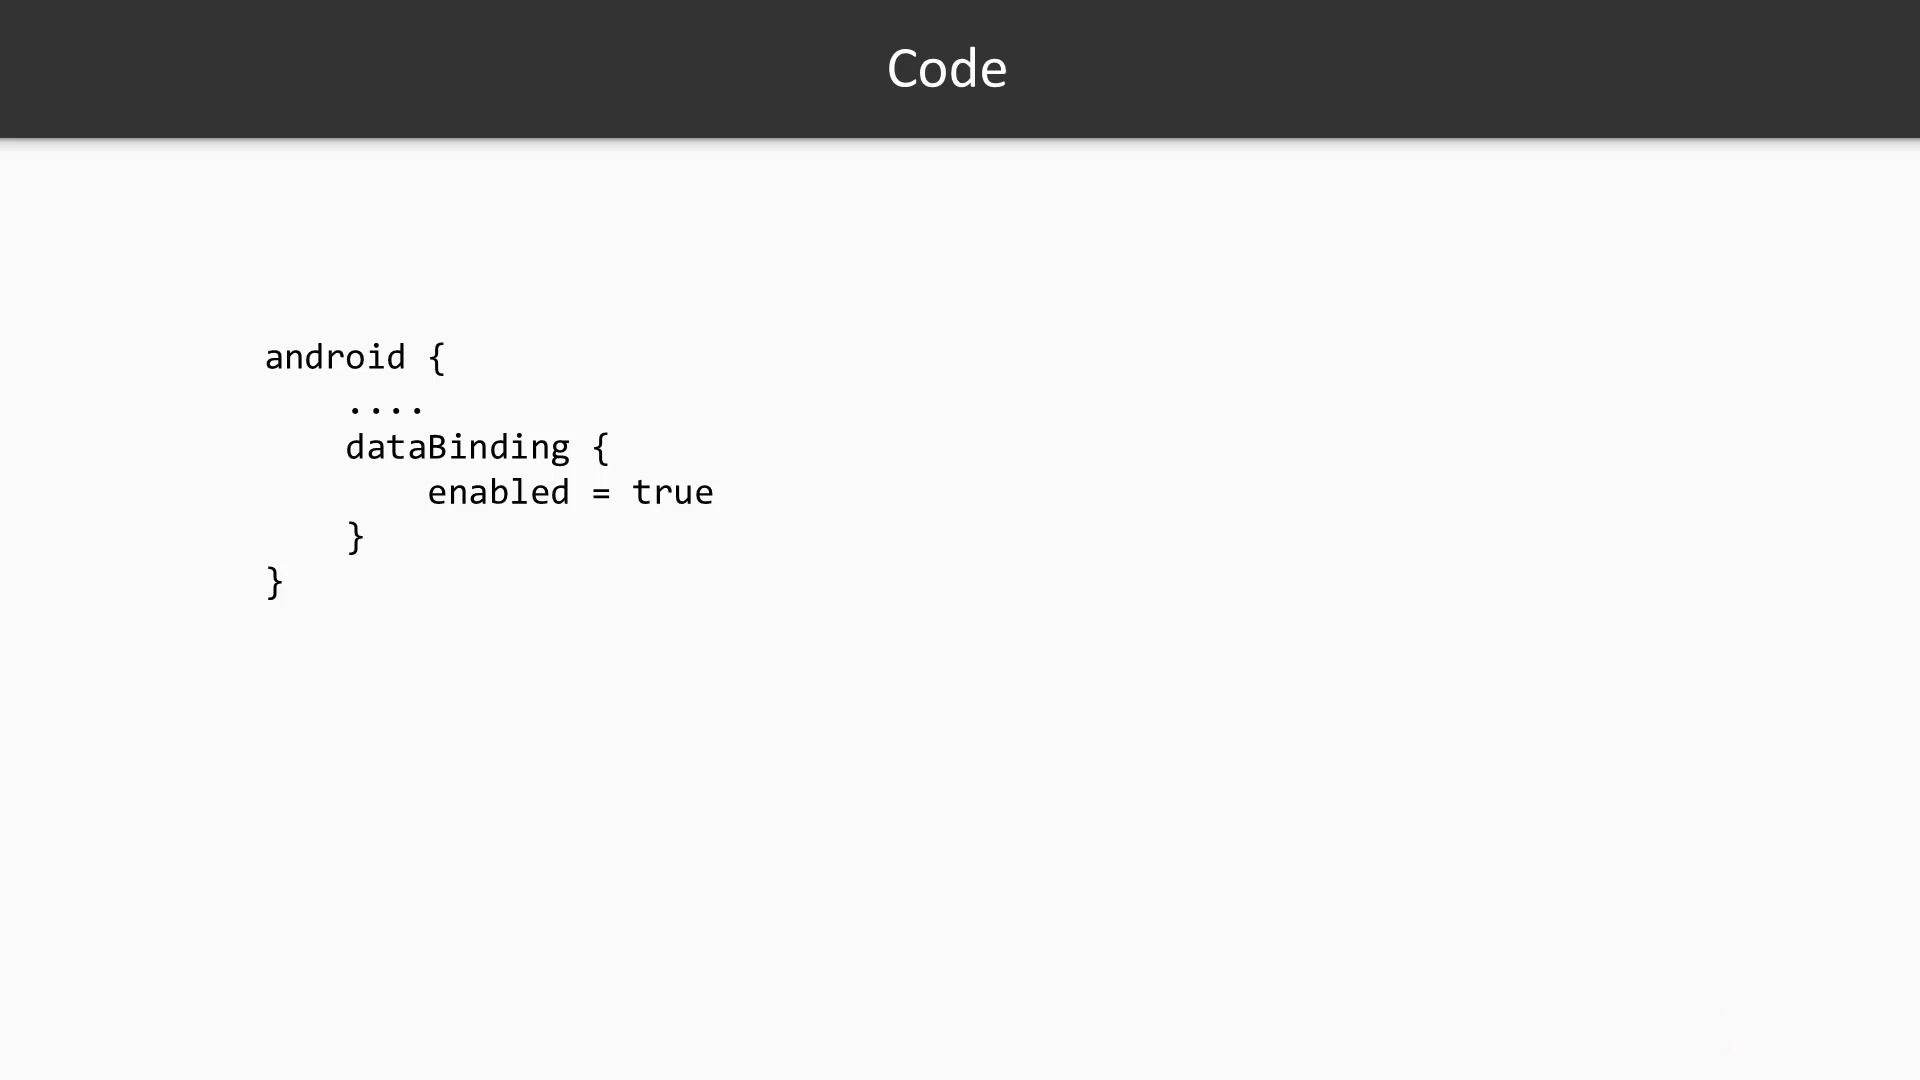 Code
android {
    ....
    dataBinding {
        enabled = true
    }
}